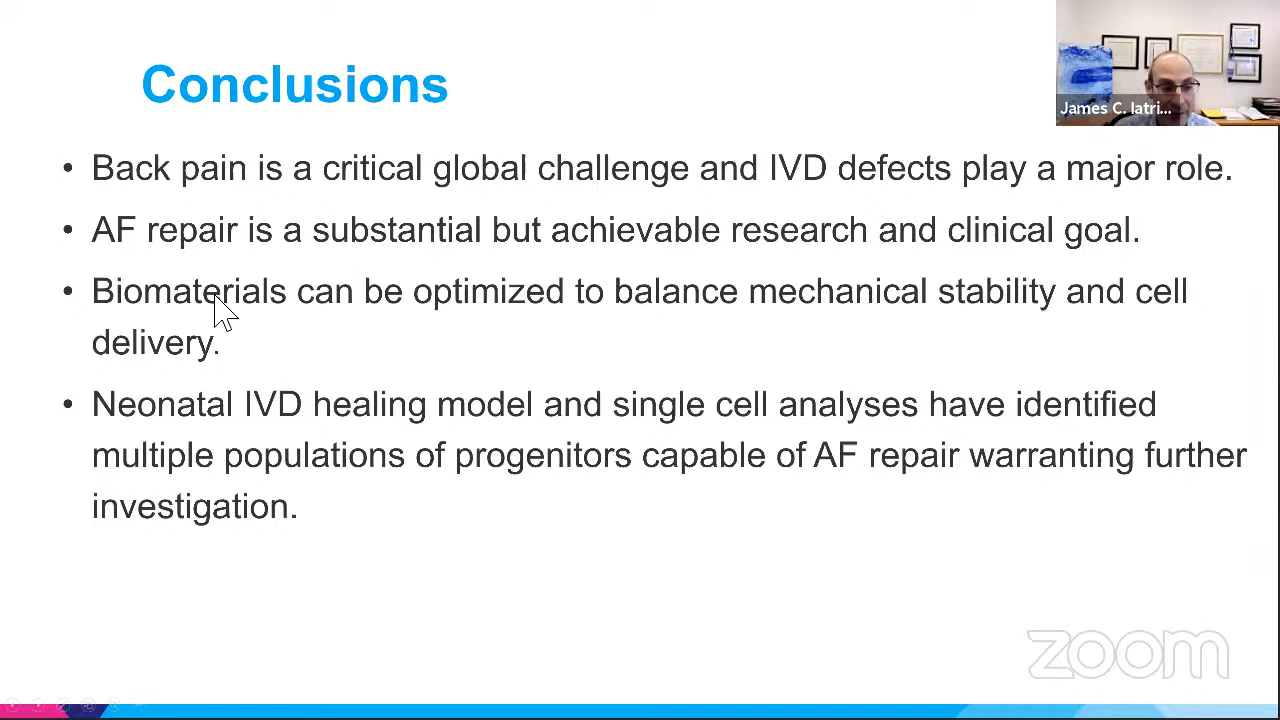 Conclusions
James C. Iatri...
• Back pain is a critical global challenge and IVD defects play a major role.
• AF repair is a substantial but achievable research and clinical goal.
• Biomaterials can be optimized to balance mechanical stability and cell
delivery.
• Neonatal IVD healing model and single cell analyses have identified
multiple populations of progenitors capable of AF repair warranting further
investigation.
zoom